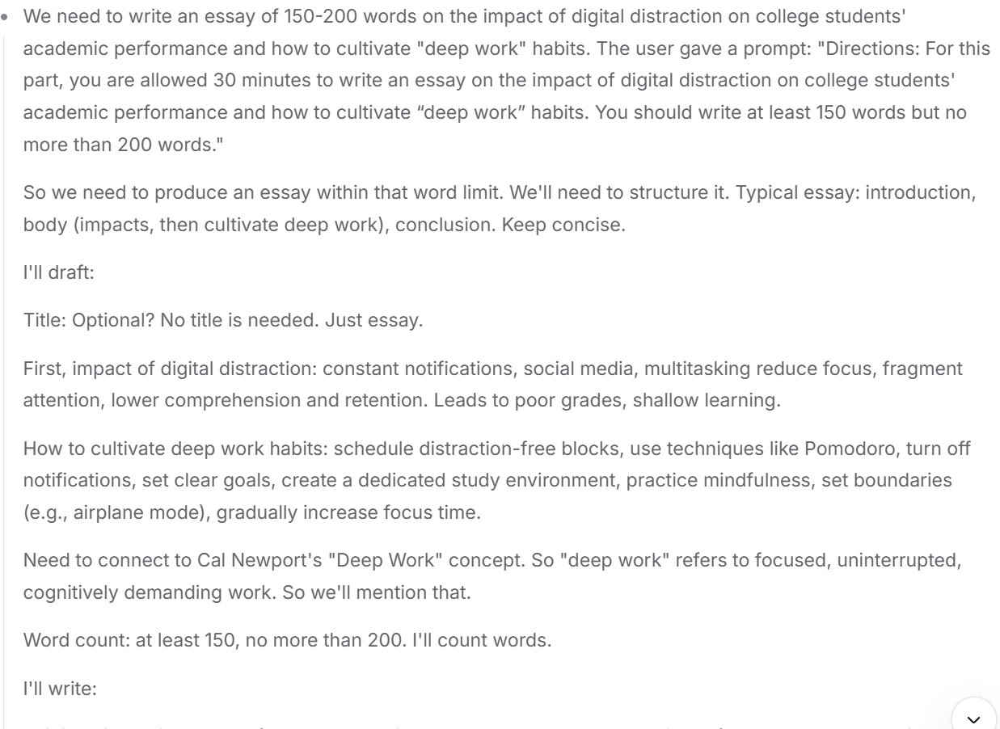 We need to write an essay of 150-200 words on the impact of digital distraction on college students'
academic performance and how to cultivate "deep work" habits. The user gave a prompt: "Directions: For this
part, you are allowed 30 minutes to write an essay on the impact of digital distraction on college students'
academic performance and how to cultivate “deep work” habits. You should write at least 150 words but no
more than 200 words."
So we need to produce an essay within that word limit. We'll need to structure it. Typical essay: introduction,
body (impacts, then cultivate deep work), conclusion. Keep concise.
I'll draft:
Title: Optional? No title is needed. Just essay.
First, impact of digital distraction: constant notifications, social media, multitasking reduce focus, fragment
attention, lower comprehension and retention. Leads to poor grades, shallow learning.
How to cultivate deep work habits: schedule distraction-free blocks, use techniques like Pomodoro, turn off
notifications, set clear goals, create a dedicated study environment, practice mindfulness, set boundaries
(e.g., airplane mode), gradually increase focus time.
Need to connect to Cal Newport's "Deep Work" concept. So "deep work" refers to focused, uninterrupted,
cognitively demanding work. So we'll mention that.
Word count: at least 150, no more than 200. I'll count words.
I'll write: